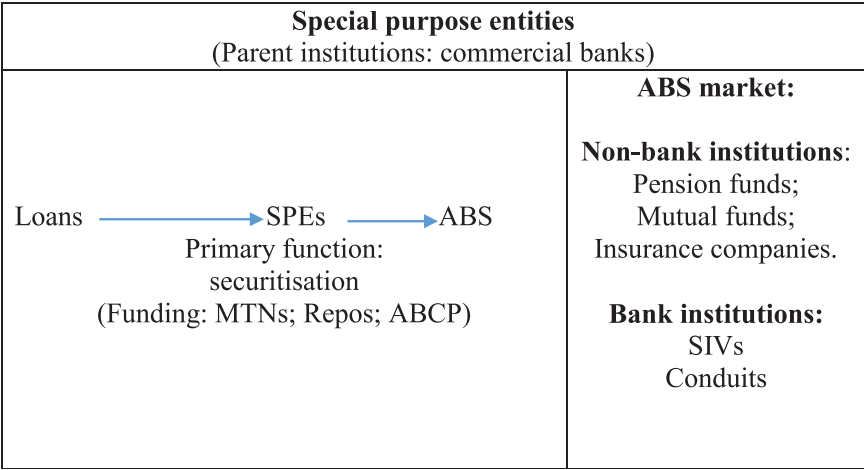 Special purpose entities
(Parent institutions: commercial banks)
Loans SPEs ABS
Primary function:
securitisation
(Funding: MTNs; Repos; ABCP)
ABS market:
Non-bank institutions:
Pension funds;
Mutual funds;
Insurance companies.
Bank institutions:
SIVs
Conduits